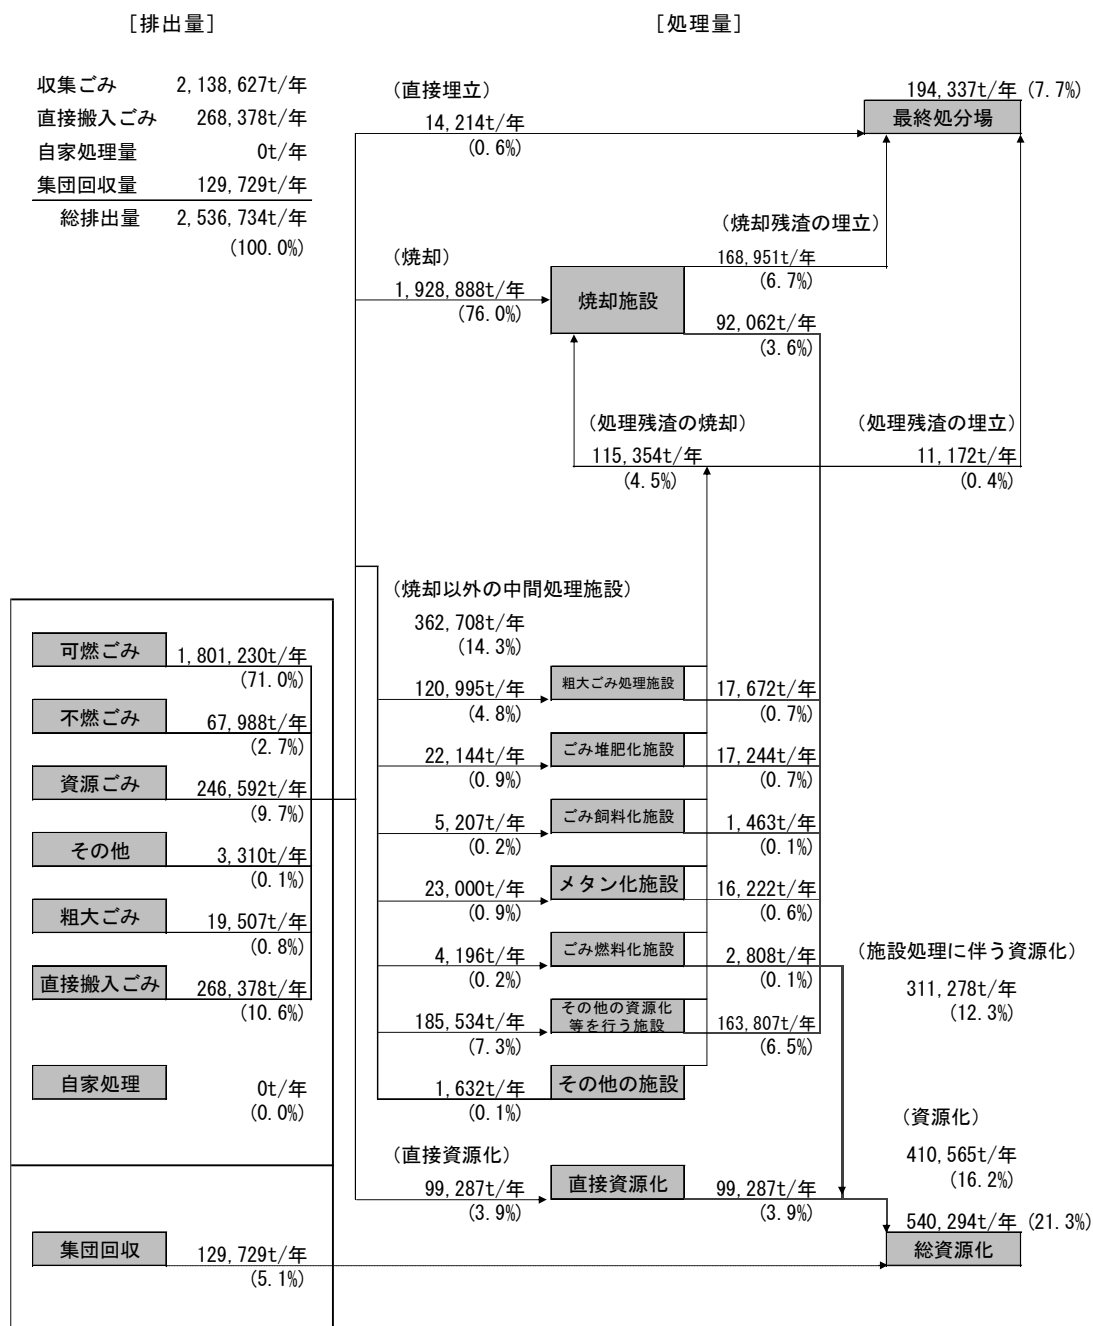 [排出量]
[処理量]
収集ごみ 2,138,627t/年
直接搬入ごみ 268,378t/年
自家処理量 0t/年
集団回収量 129,729t/年
総排出量 2,536,734t/年
(100.0%)
(直接埋立)
14,214t/年
(0.6%)
194,337t/年 (7.7%)
最終処分場
(焼却残渣の埋立)
168,951t/年
(6.7%)
(焼却)
1,928,888t/年
(76.0%)
焼却施設
92,062t/年
(3.6%)
(処理残渣の焼却)
115,354t/年
(4.5%)
(処理残渣の埋立)
11,172t/年
(0.4%)
(焼却以外の中間処理施設)
362,708t/年
(14.3%)
可燃ごみ 1,801,230t/年
(71.0%)
不燃ごみ 67,988t/年
(2.7%)
資源ごみ 246,592t/年
(9.7%)
その他 3,310t/年
(0.1%)
粗大ごみ 19,507t/年
(0.8%)
直接搬入ごみ 268,378t/年
(10.6%)
自家処理 0t/年
(0.0%)
集団回収 129,729t/年
(5.1%)
120,995t/年 粗大ごみ処理施設 17,672t/年
(4.8%) (0.7%)
22,144t/年 ごみ堆肥化施設 17,244t/年
(0.9%) (0.7%)
5,207t/年 ごみ飼料化施設 1,463t/年
(0.2%) (0.1%)
23,000t/年 メタン化施設 16,222t/年
(0.9%) (0.6%)
4,196t/年 ごみ燃料化施設 2,808t/年
(0.2%) (0.1%)
その他の資源化
185,534t/年 等を行う施設 163,807t/年
(7.3%) (6.5%)
1,632t/年 その他の施設
(0.1%)
(施設処理に伴う資源化)
311,278t/年
(12.3%)
(直接資源化)
99,287t/年 直接資源化 99,287t/年
(3.9%) (3.9%)
(資源化)
410,565t/年
(16.2%)
540,294t/年 (21.3%)
総資源化